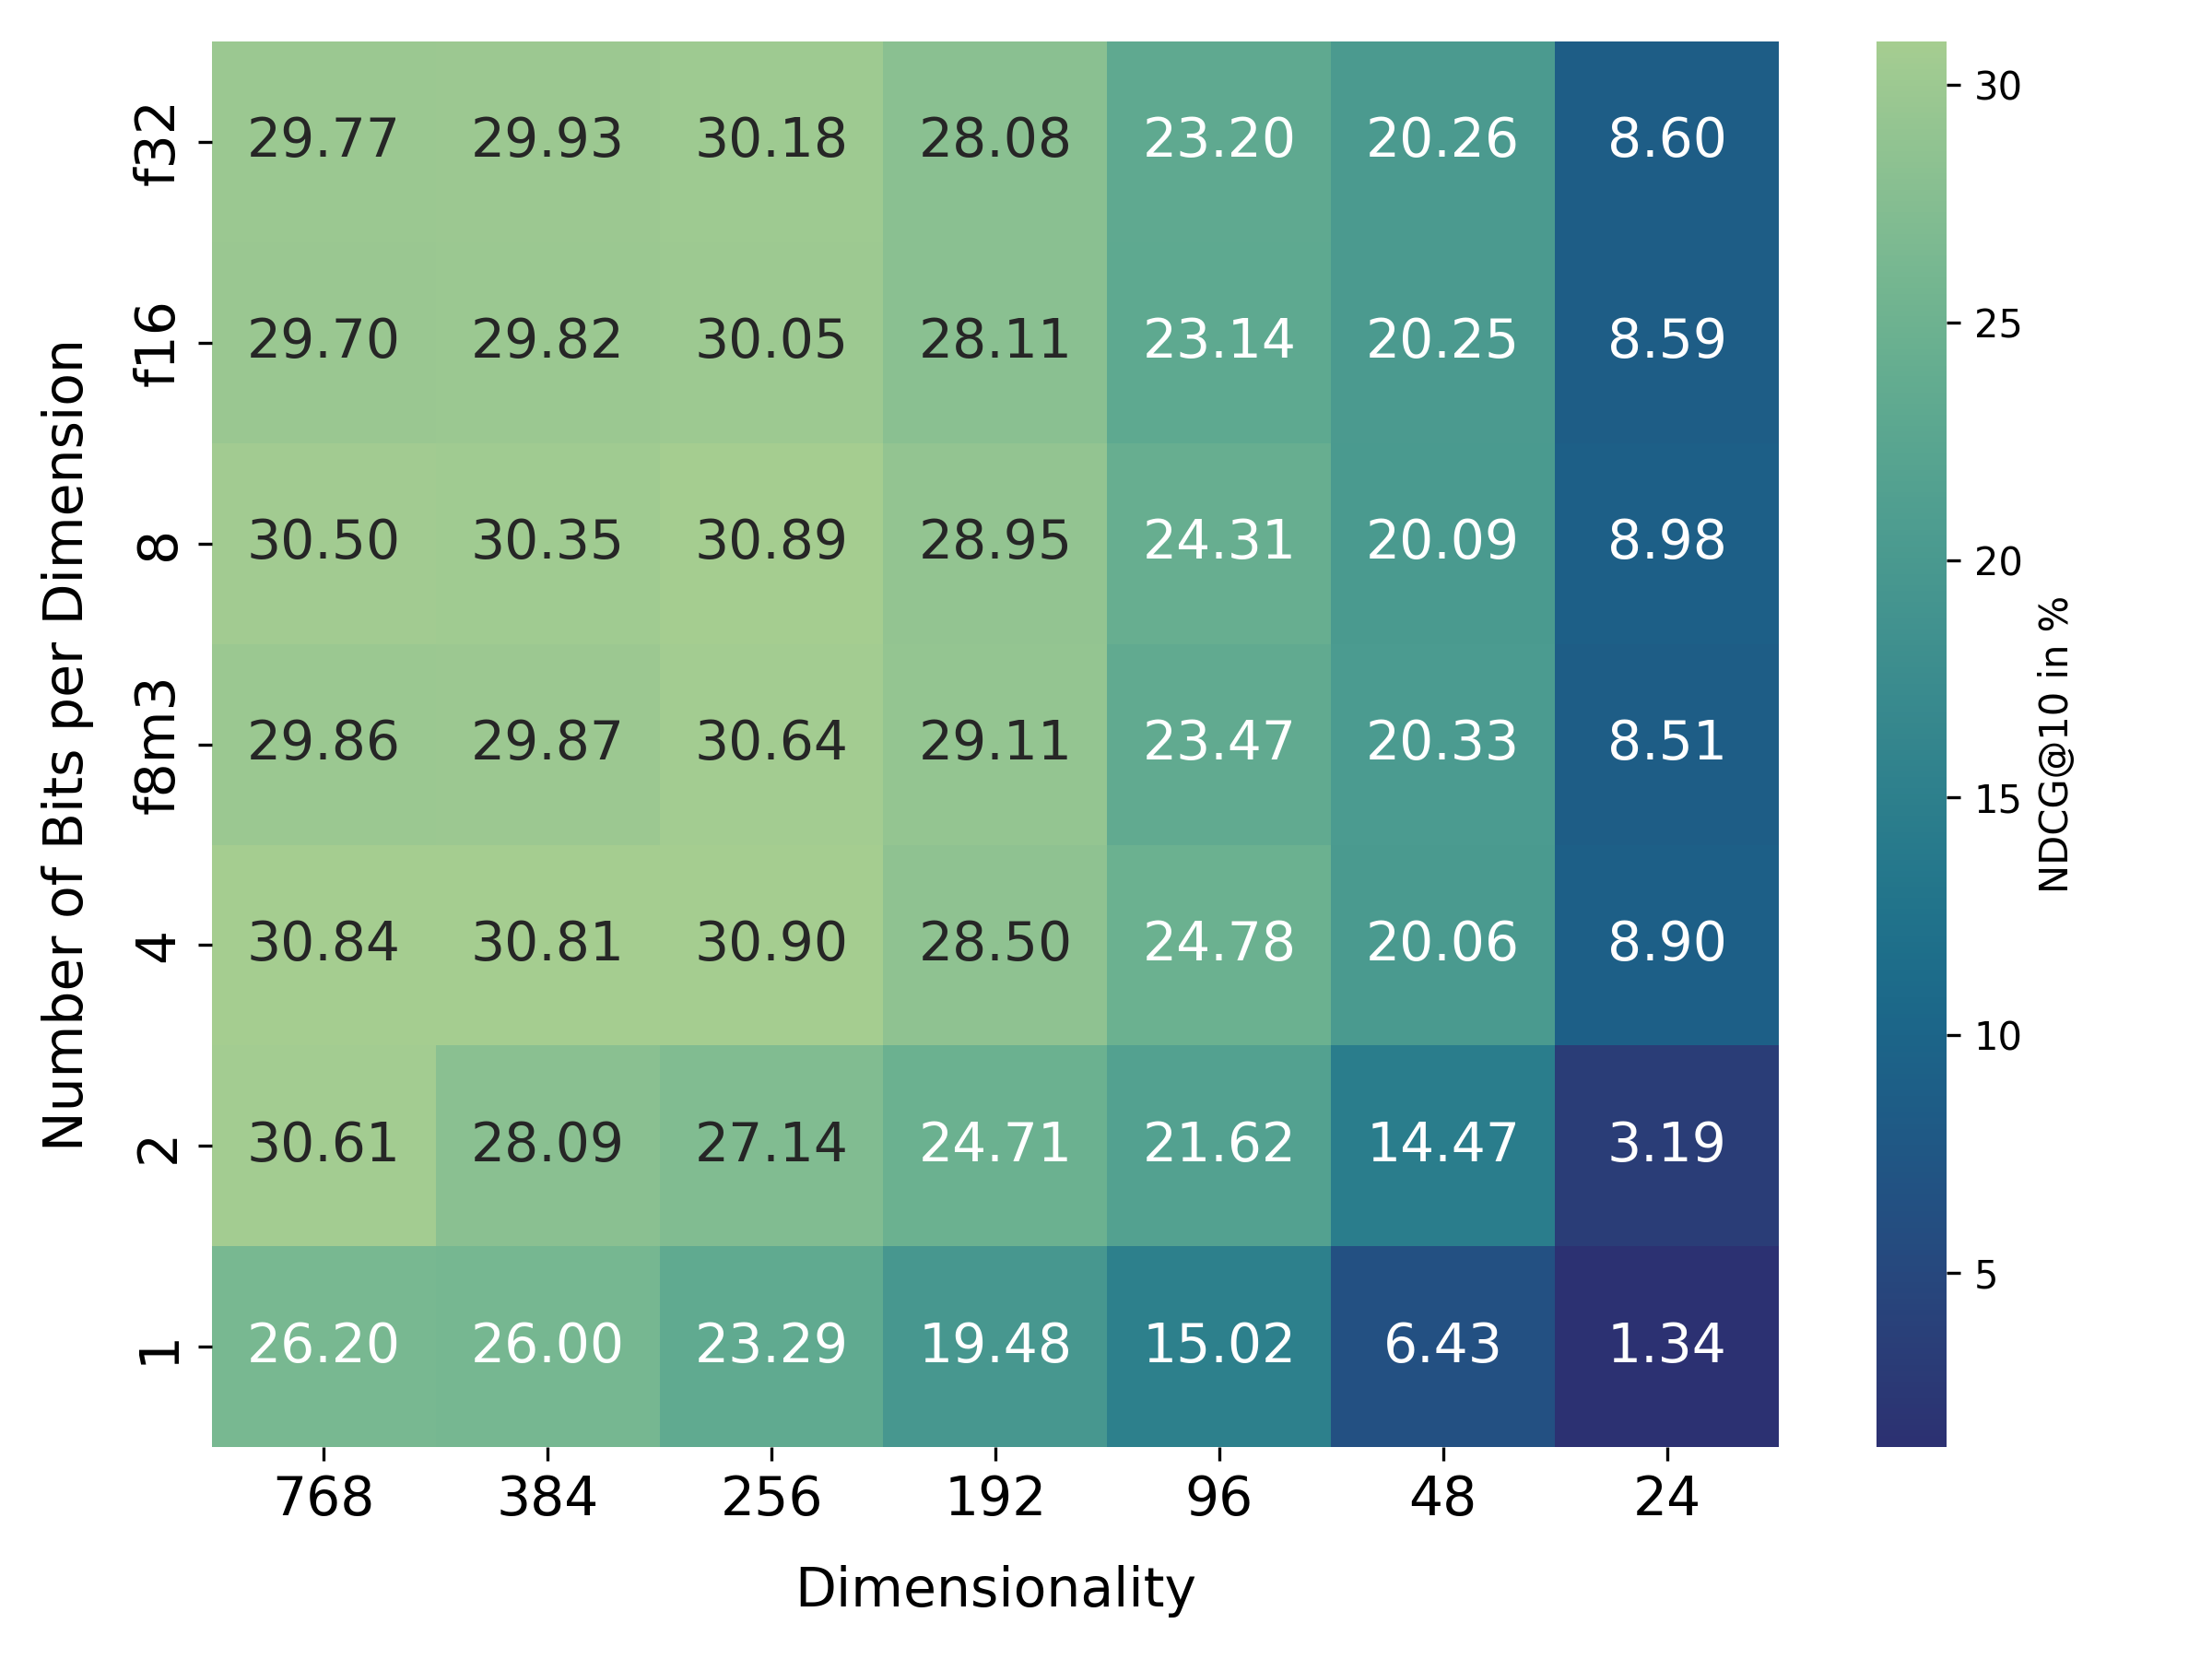 Number of Bits per Dimension
f32 29.77 29.93 30.18 28.08 23.20 20.26 8.60
f16 29.70 29.82 30.05 28.11 23.14 20.25 8.59
8 30.50 30.35 30.89 28.95 24.31 20.09 8.98
f8m3 29.86 29.87 30.64 29.11 23.47 20.33 8.51
4 30.84 30.81 30.90 28.50 24.78 20.06 8.90
2 30.61 28.09 27.14 24.71 21.62 14.47 3.19
1 26.20 26.00 23.29 19.48 15.02 6.43 1.34
768 384 256 192 96 48 24
Dimensionality
30
25
20
15
10
5
NDCG@10 in %